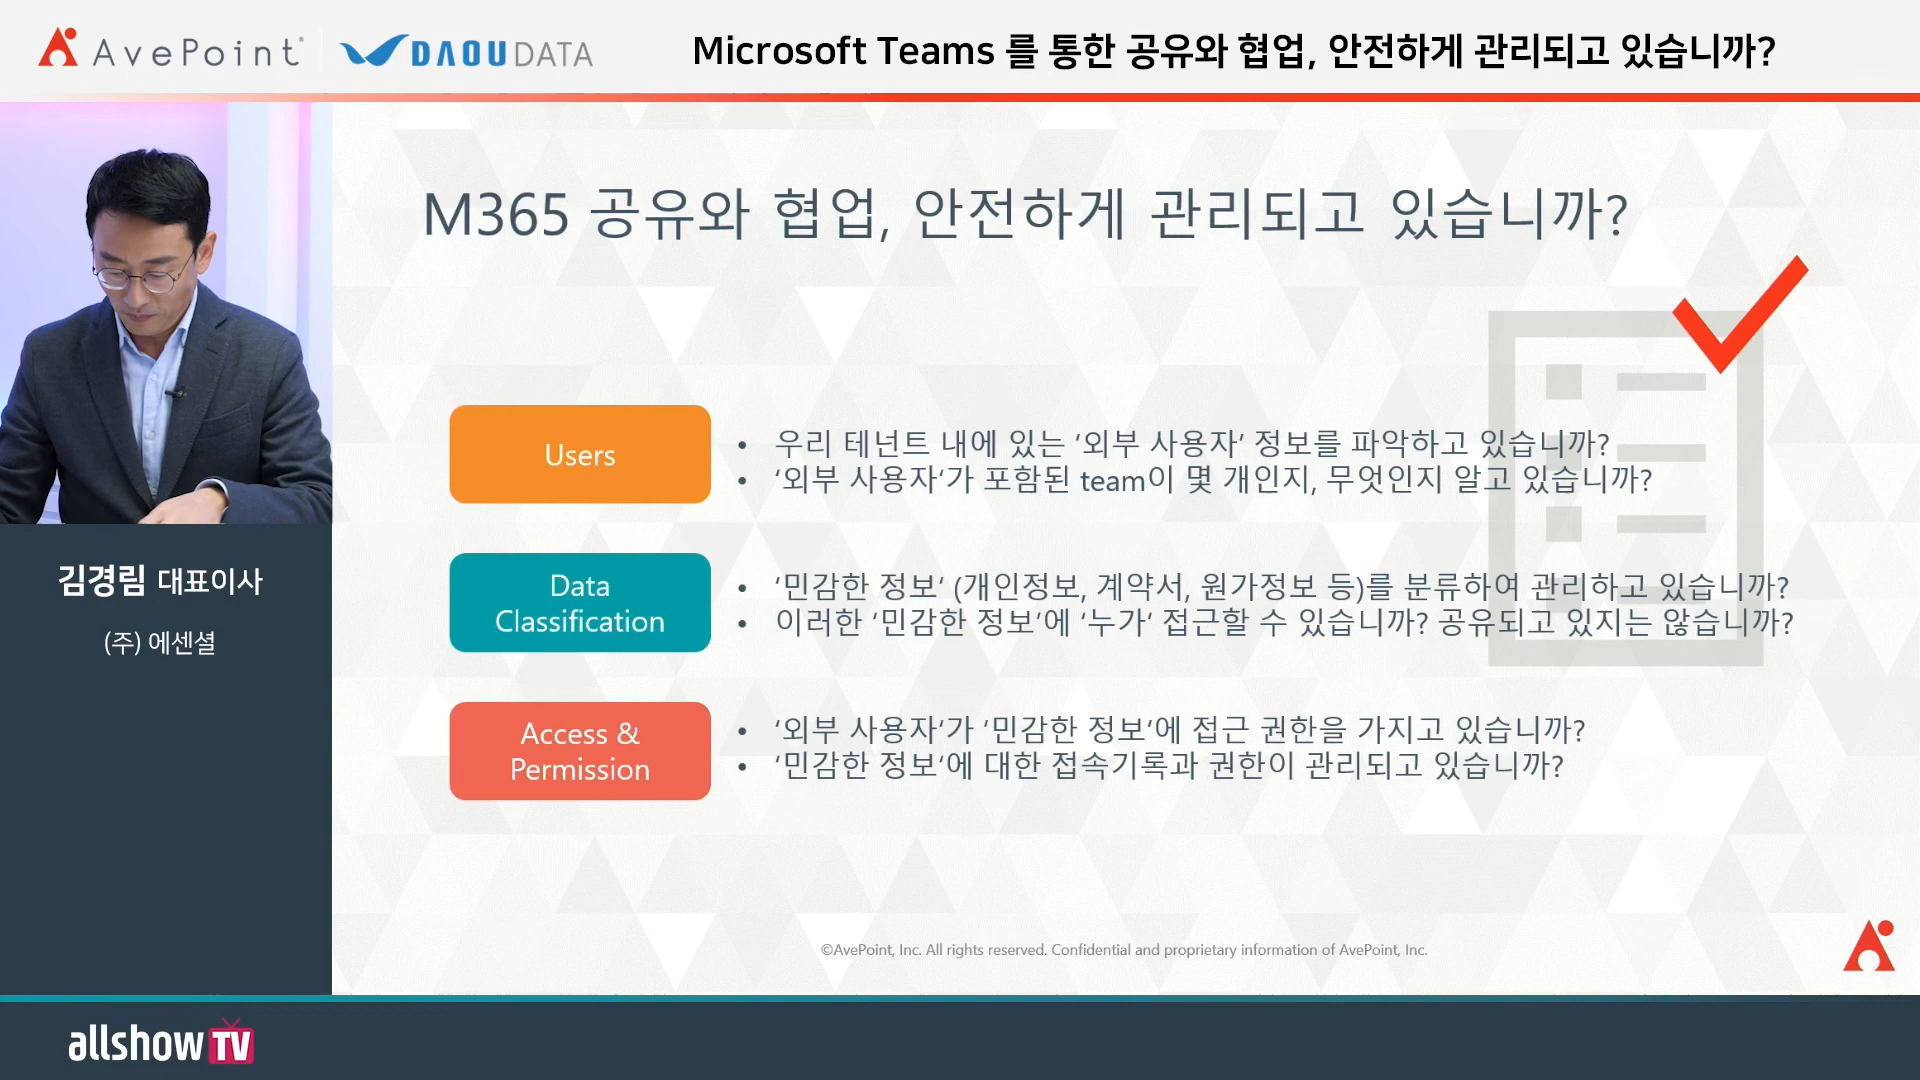 AvePoint
DAOUDATA
Microsoft Teams 를 통한 공유와 협업, 안전하게 관리되고 있습니까?
M365 공유와 협업, 안전하게 관리되고 있습니까?
Users
• 우리 테넌트 내에 있는 ‘외부 사용자’ 정보를 파악하고 있습니까?
• ‘외부 사용자‘가 포함된 team이 몇 개인지, 무엇인지 알고 있습니까?
Data
Classification
• ‘민감한 정보‘ (개인정보, 계약서, 원가정보 등)를 분류하여 관리하고 있습니까?
• 이러한 ‘민감한 정보’에 ‘누가‘ 접근할 수 있습니까? 공유되고 있지는 않습니까?
Access &
Permission
• ‘외부 사용자‘가 ‘민감한 정보‘에 접근 권한을 가지고 있습니까?
• ‘민감한 정보‘에 대한 접속기록과 권한이 관리되고 있습니까?
김경림 대표이사
(주) 에센셜
©AvePoint, Inc. All rights reserved. Confidential and proprietary information of AvePoint, Inc.
allshow TV